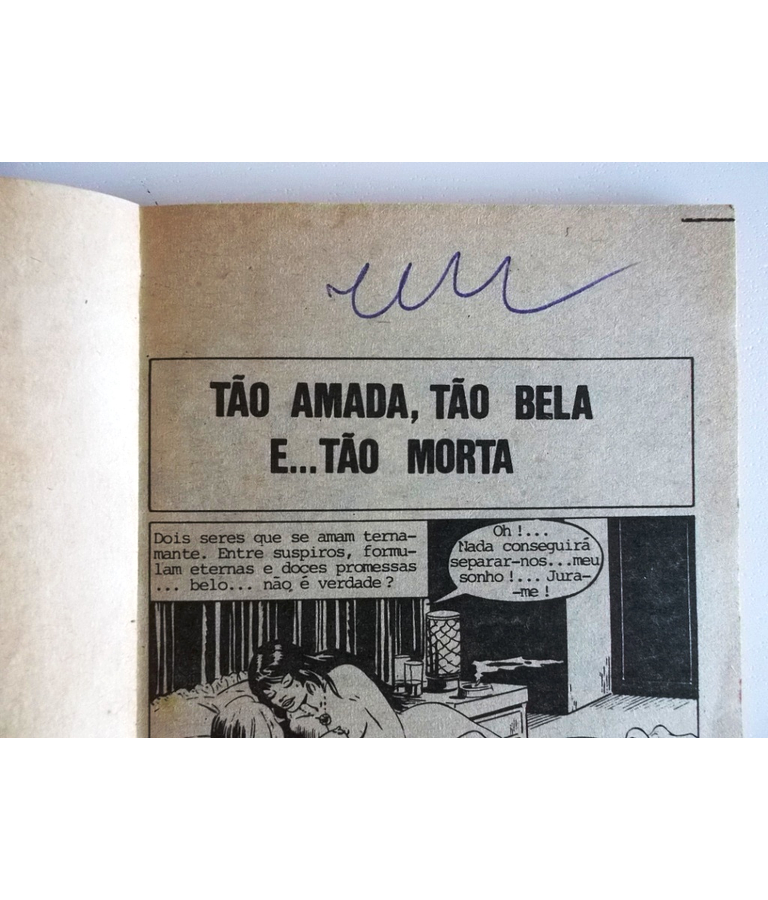 TÃO AMADA, TÃO BELA
E...TÃO MORTA
Dois seres que se amam terna-
mante. Entre suspiros, formu-
lam eternas e doces promessas
... belo... não é verdade?
Oh!...
Nada conseguirá
separar-nos...meu
sonho!... Jura-
-me!